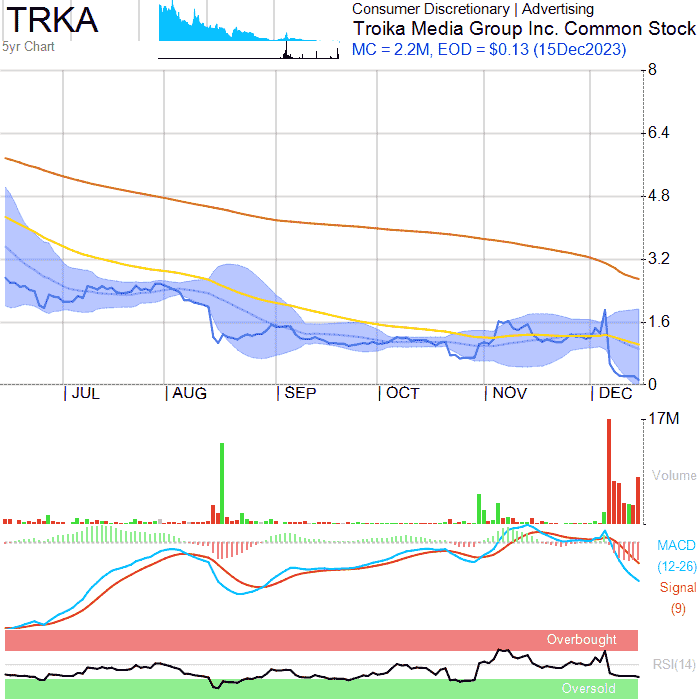 TRKA
5yr Chart
Consumer Discretionary | Advertising
Troika Media Group Inc. Common Stock
MC = 2.2M, EOD = $0.13 (15Dec2023)
8
6.4
4.8
3.2
1.6
0
| JUL | AUG | SEP | OCT | NOV | DEC
17M
Volume
MACD
(12-26)
Signal
(9)
Overbought
RSI(14)
Oversold